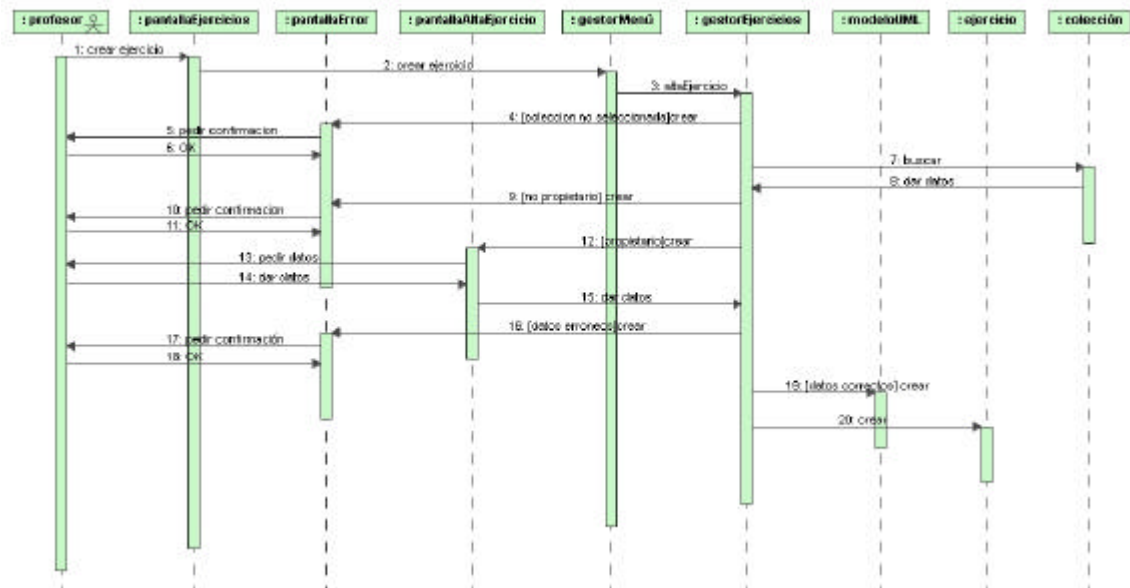 : profesor
: pantallaEjercicios
: pantallaError
: pantallaAltaEjercicio
: gestorMenú
: gestorEjercicios
: modeloUML
: ejercicio
: colección
1: crear ejercicio
2: crear ejercicio
3: altaEjercicio
4: [coleccion no seleccionada]crear
5: pedir confirmacion
6: OK
7: buscar
8: dar datos
9: [no propietario] crear
10: pedir confirmacion
11: OK
12: [propietario]crear
13: pedir datos
14: dar datos
15: dar datos
16: [datos erroneos]crear
17: pedir confirmación
18: OK
19: [datos correctos] crear
20: crear